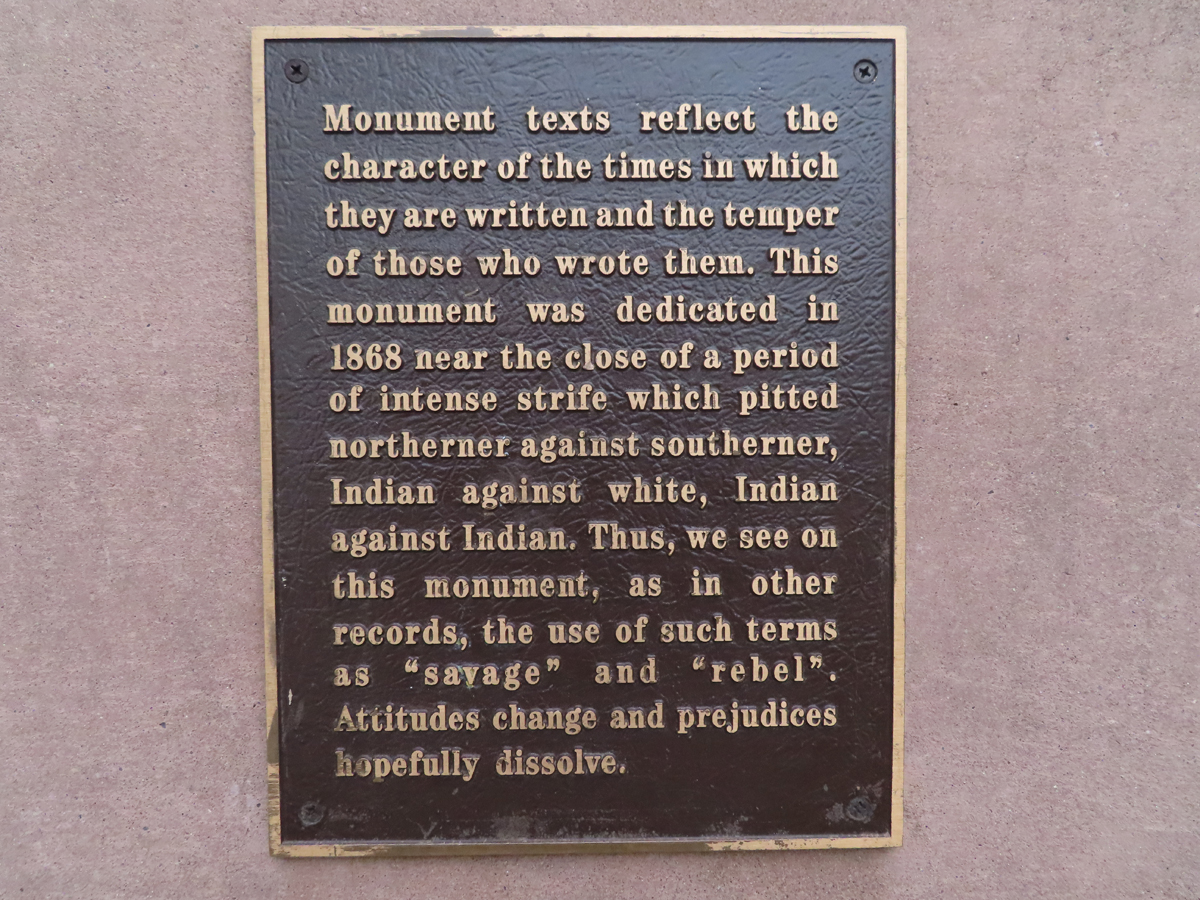 Monument texts reflect the
character of the times in which
they are written and the temper
of those who wrote them. This
monument was dedicated in
1868 near the close of a period
of intense strife which pitted
northerner against southerner,
Indian against white, Indian
against Indian. Thus, we see on
this monument, as in other
records, the use of such terms
as “savage” and “rebel”.
Attitudes change and prejudices
hopefully dissolve.